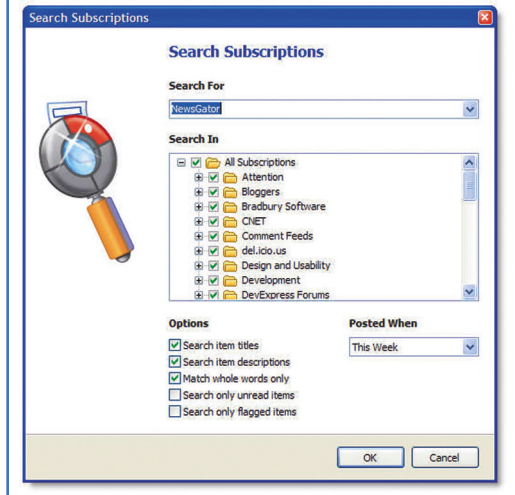 Search Subscriptions
Search Subscriptions
Search For
NewsGator
Search In
All Subscriptions
Attention
Bloggers
Bradbury Software
CNET
Comment Feeds
del.icio.us
Design and Usability
Development
DevExpress Forums
Options
Search item titles
Search item descriptions
Match whole words only
Search only unread items
Search only flagged items
Posted When
This Week
OK Cancel